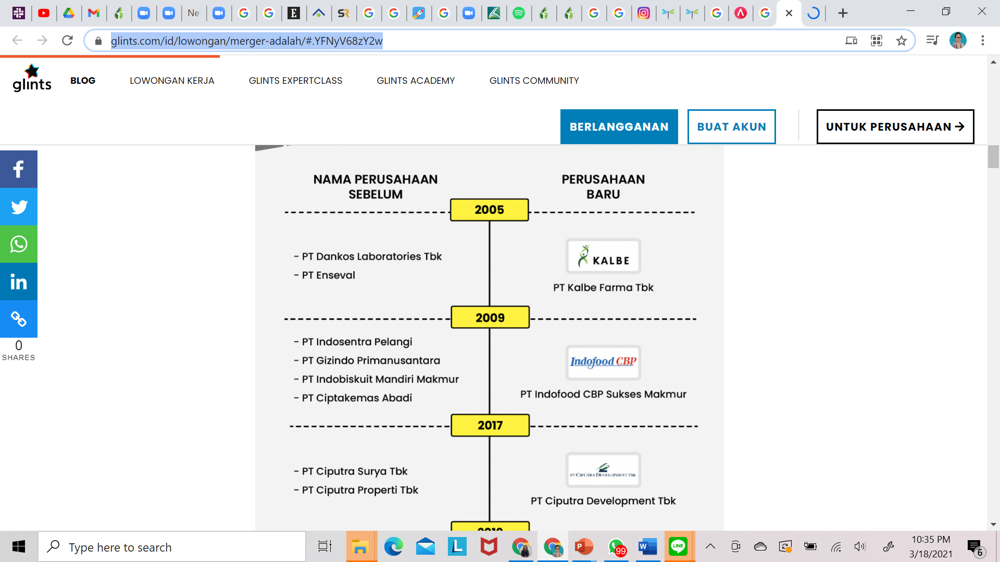 Ne
glints.com/id/lowongan/merger-adalah/#.YFNyV68zY2w
glints
BLOG
LOWONGAN KERJA
GLINTS EXPERTCLASS
GLINTS ACADEMY
GLINTS COMMUNITY
BERLANGGANAN
BUAT AKUN
UNTUK PERUSAHAAN →
0
SHARES
NAMA PERUSAHAAN
SEBELUM
PERUSAHAAN
BARU
2005
- PT Dankos Laboratories Tbk
- PT Enseval
KALBE
PT Kalbe Farma Tbk
2009
- PT Indosentra Pelangi
- PT Gizindo Primanusantara
- PT Indobiskuit Mandiri Makmur
- PT Ciptakemas Abadi
Indofood CBP
PT Indofood CBP Sukses Makmur
2017
- PT Ciputra Surya Tbk
- PT Ciputra Properti Tbk
PT CIPUTRA DEVELOPMENT TBK
PT Ciputra Development Tbk
Type here to search
99
LINE
10:35 PM
3/18/2021
6